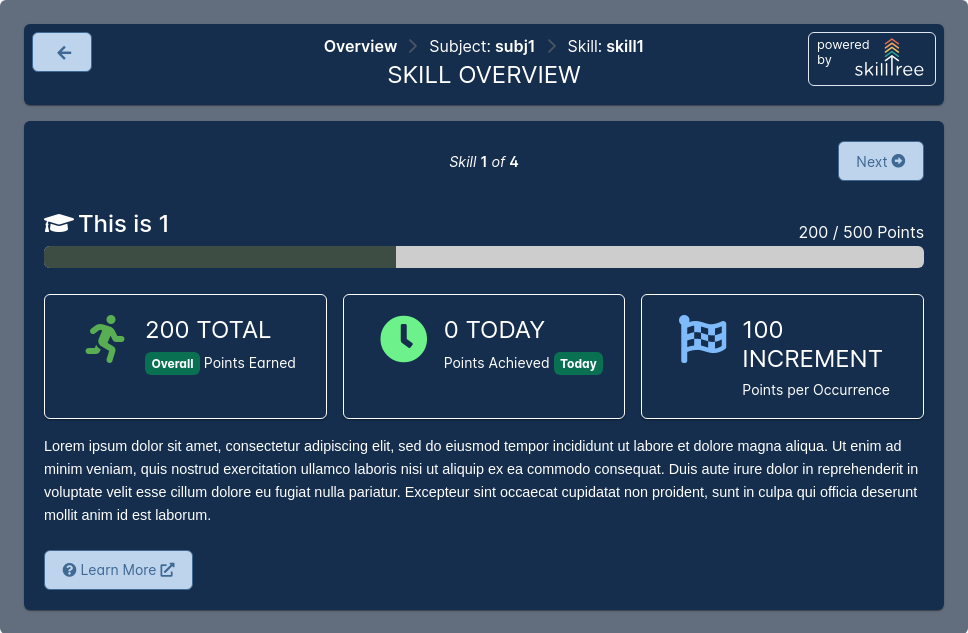 Overview > Subject: subj1 > Skill: skill1
SKILL OVERVIEW
powered
by
skilltree
Skill 1 of 4
Next
This is 1
200 / 500 Points
200 TOTAL
Overall Points Earned
0 TODAY
Points Achieved Today
100
INCREMENT
Points per Occurrence
Lorem ipsum dolor sit amet, consectetur adipiscing elit, sed do eiusmod tempor incididunt ut labore et dolore magna aliqua. Ut enim ad
minim veniam, quis nostrud exercitation ullamco laboris nisi ut aliquip ex ea commodo consequat. Duis aute irure dolor in reprehenderit in
voluptate velit esse cillum dolore eu fugiat nulla pariatur. Excepteur sint occaecat cupidatat non proident, sunt in culpa qui officia deserunt
mollit anim id est laborum.
Learn More